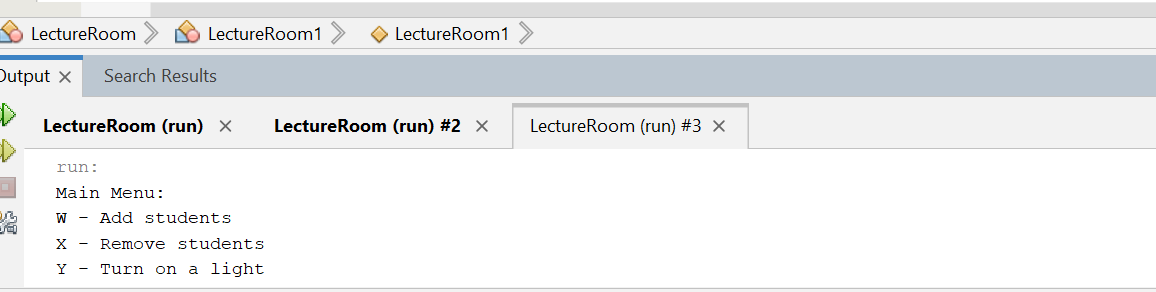 LectureRoom LectureRoom1 LectureRoom1
Output Search Results
LectureRoom (run) LectureRoom (run) #2 LectureRoom (run) #3
run:
Main Menu:
W - Add students
X - Remove students
Y - Turn on a light